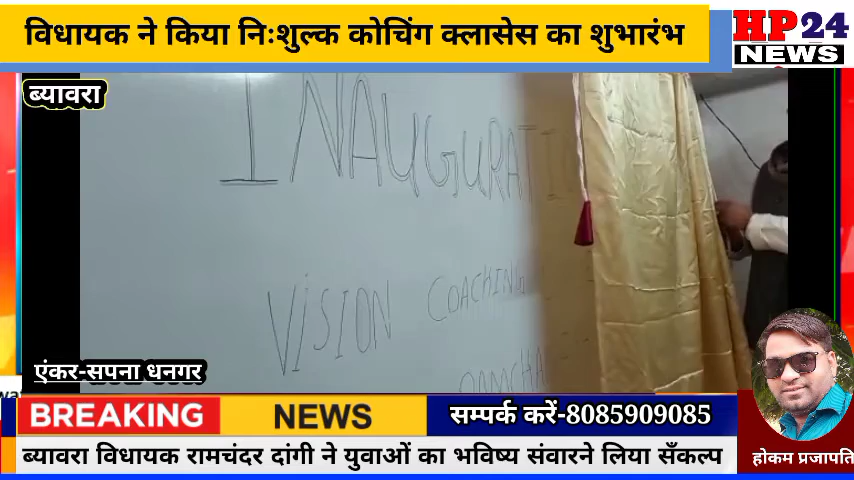 विधायक ने किया निःशुल्क कोचिंग क्लासेस का शुभारंभ
HP24
NEWS
ब्यावरा
INAUGURATI
VISION COACHING
एंकर-सपना धनगर
BREAKING NEWS
सम्पर्क करें-8085909085
ब्यावरा विधायक रामचंदर दांगी ने युवाओं का भविष्य संवारने लिया सँकल्प
होकम प्रजापति